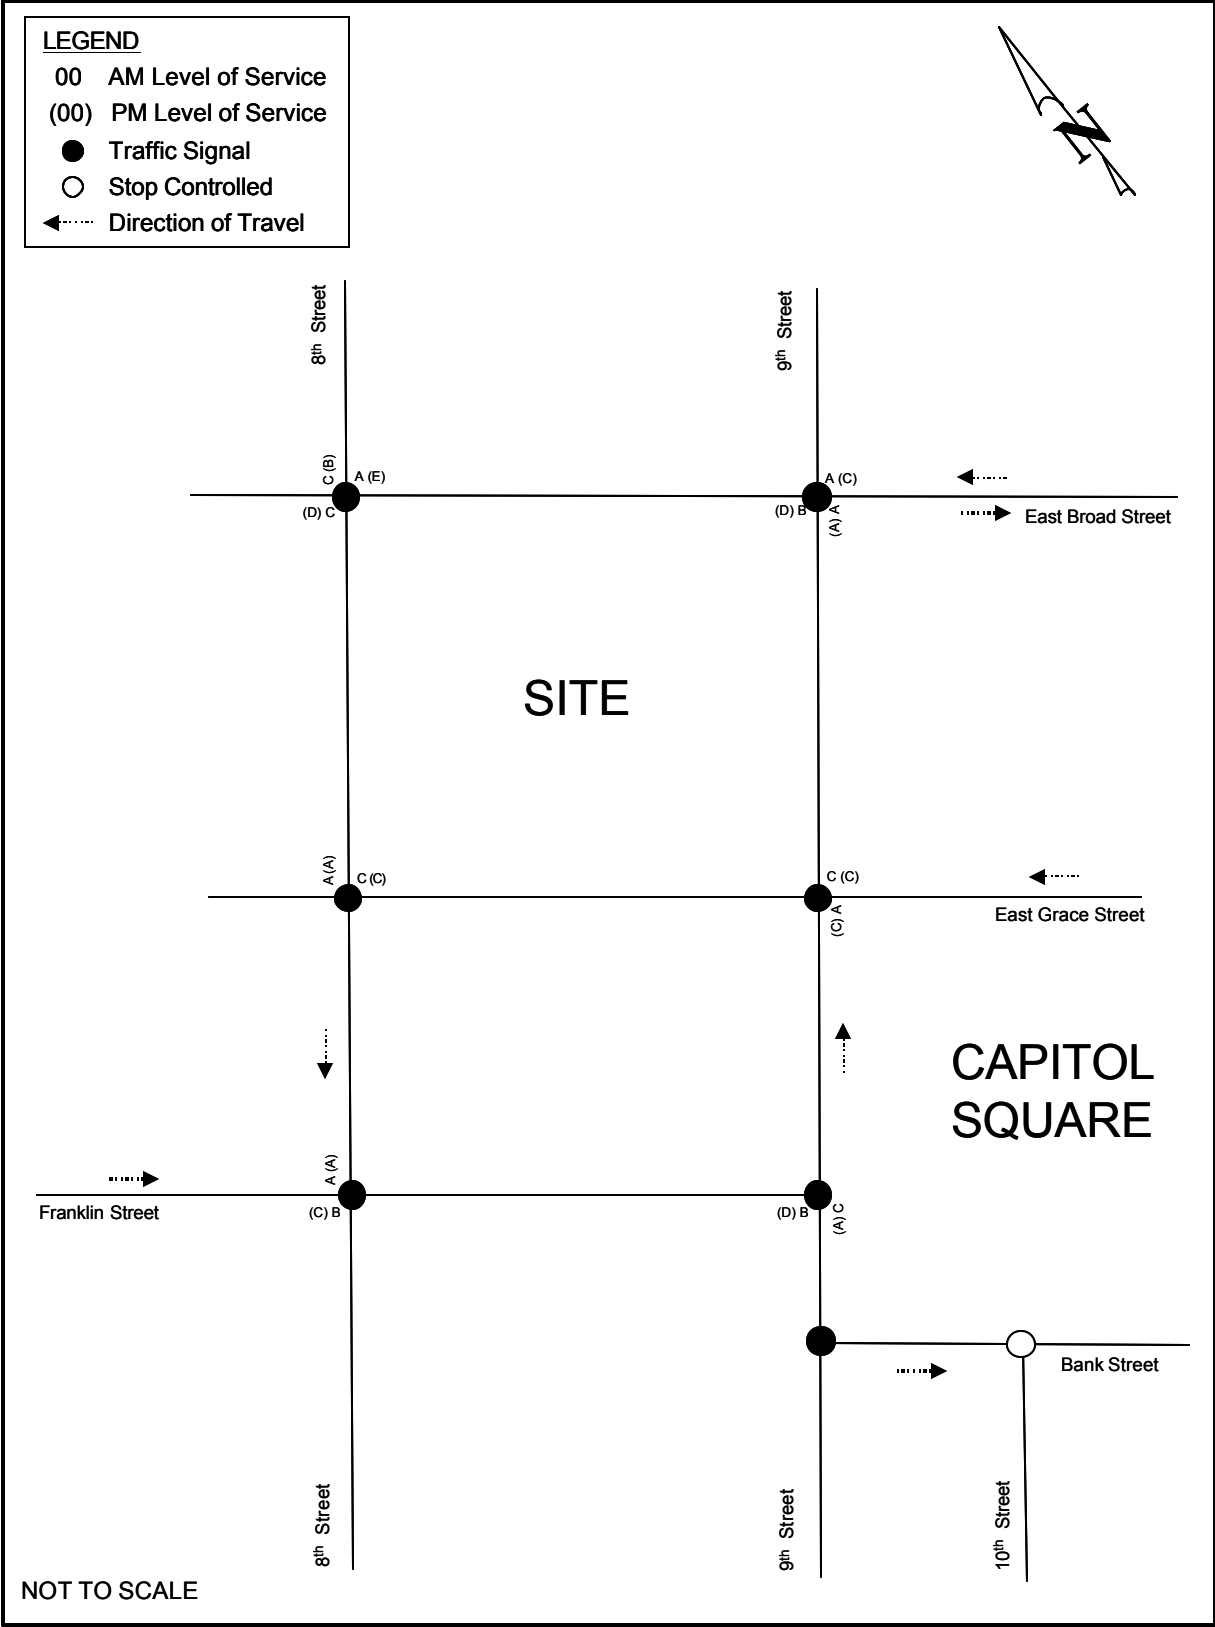 LEGEND
00 AM Level of Service
(00) PM Level of Service
Traffic Signal
Stop Controlled
Direction of Travel
N
8th Street
9th Street
C (B)
A (E)
(D) C
A (C)
(D) B
(A) A
East Broad Street
SITE
A (A)
C (C)
C (C)
(C) A
East Grace Street
CAPITOL
SQUARE
A (A)
(C) B
Franklin Street
(D) B
(A) C
Bank Street
8th Street
9th Street
10th Street
NOT TO SCALE